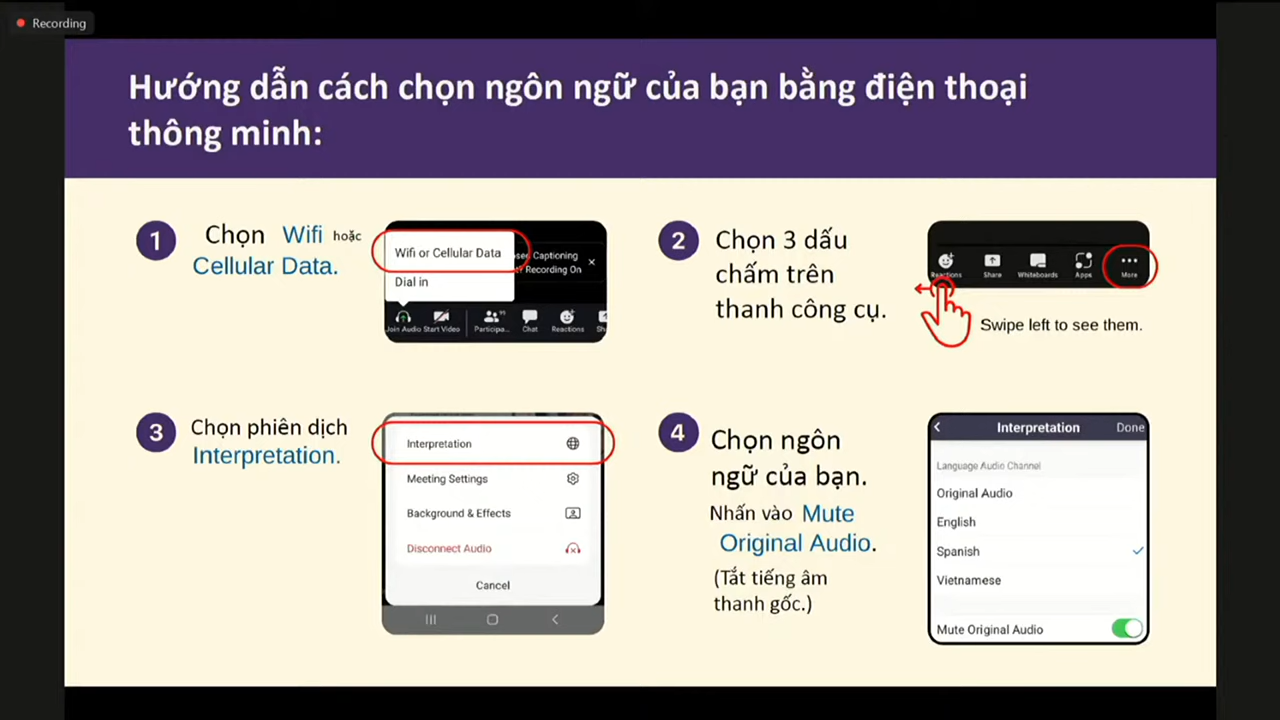 Recording
Hướng dẫn cách chọn ngôn ngữ của bạn bằng điện thoại
thông minh:
1
Chọn Wifi hoặc
Cellular Data.
Wifi or Cellular Data
Dial in
sed Captioning
Recording On
Join Audio Start Video Participa... Chat Reactions
2
Chọn 3 dấu
chấm trên
thanh công cụ.
Reactions Share Whiteboards Apps More
Swipe left to see them.
3
Chọn phiên dịch
Interpretation.
Interpretation
Meeting Settings
Background & Effects
Disconnect Audio
Cancel
4
Chọn ngôn
ngữ của bạn.
Nhấn vào Mute
Original Audio.
(Tắt tiếng âm
thanh gốc.)
Interpretation Done
Language Audio Channel
Original Audio
English
Spanish
Vietnamese
Mute Original Audio